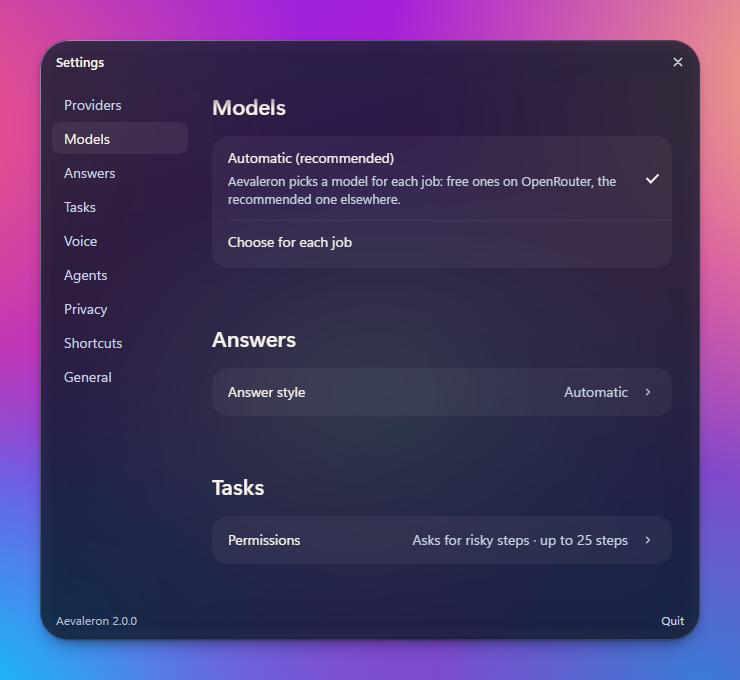 Settings
Providers
Models
Answers
Tasks
Voice
Agents
Privacy
Shortcuts
General
Models
Automatic (recommended)
Aevaleron picks a model for each job: free ones on OpenRouter, the
recommended one elsewhere.
Choose for each job
Answers
Answer style Automatic
Tasks
Permissions Asks for risky steps · up to 25 steps
Aevaleron 2.0.0
Quit